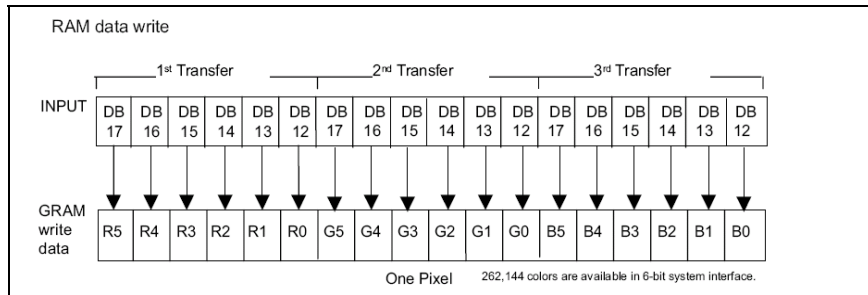 RAM data write
1st Transfer 2nd Transfer 3rd Transfer
INPUT DB DB DB DB DB DB DB DB DB DB DB DB DB DB DB DB DB DB
17 16 15 14 13 12 17 16 15 14 13 12 17 16 15 14 13 12
GRAM
write
data
R5 R4 R3 R2 R1 R0 G5 G4 G3 G2 G1 G0 B5 B4 B3 B2 B1 B0
One Pixel 262,144 colors are available in 6-bit system interface.